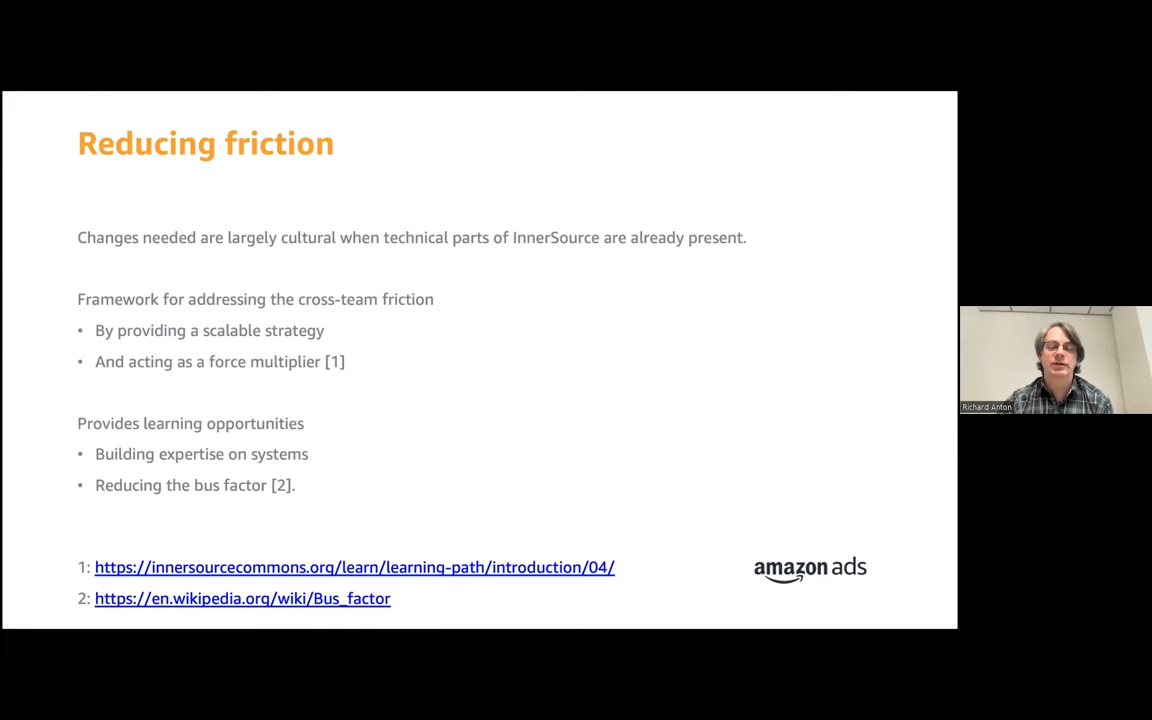 Reducing friction
Changes needed are largely cultural when technical parts of InnerSource are already present.
Framework for addressing the cross-team friction
• By providing a scalable strategy
• And acting as a force multiplier [1]
Provides learning opportunities
• Building expertise on systems
• Reducing the bus factor [2].
1: https://innersourcecommons.org/learn/learning-path/introduction/04/
2: https://en.wikipedia.org/wiki/Bus_factor
amazon ads
Richard Anton